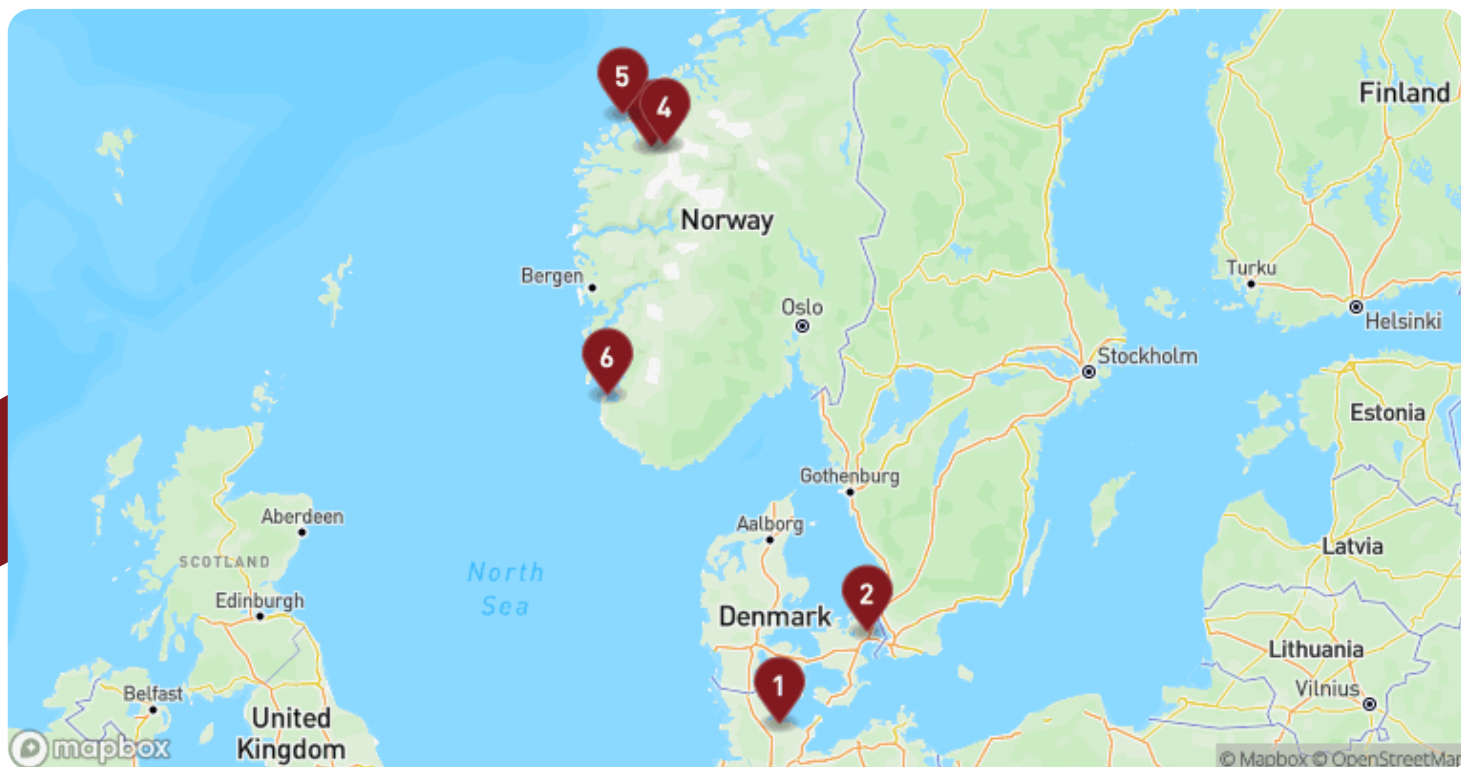 5
4
Finland
Norway
Bergen
Turku
Oslo
Helsinki
6
Stockholm
Estonia
Gothenburg
Aberdeen
Aalborg
SCOTLAND
Latvia
North
Sea
Edinburgh
2
Denmark
Lithuania
1
Belfast
Vilnius
United
Kingdom
mapbox
© Mapbox © OpenStreetMap